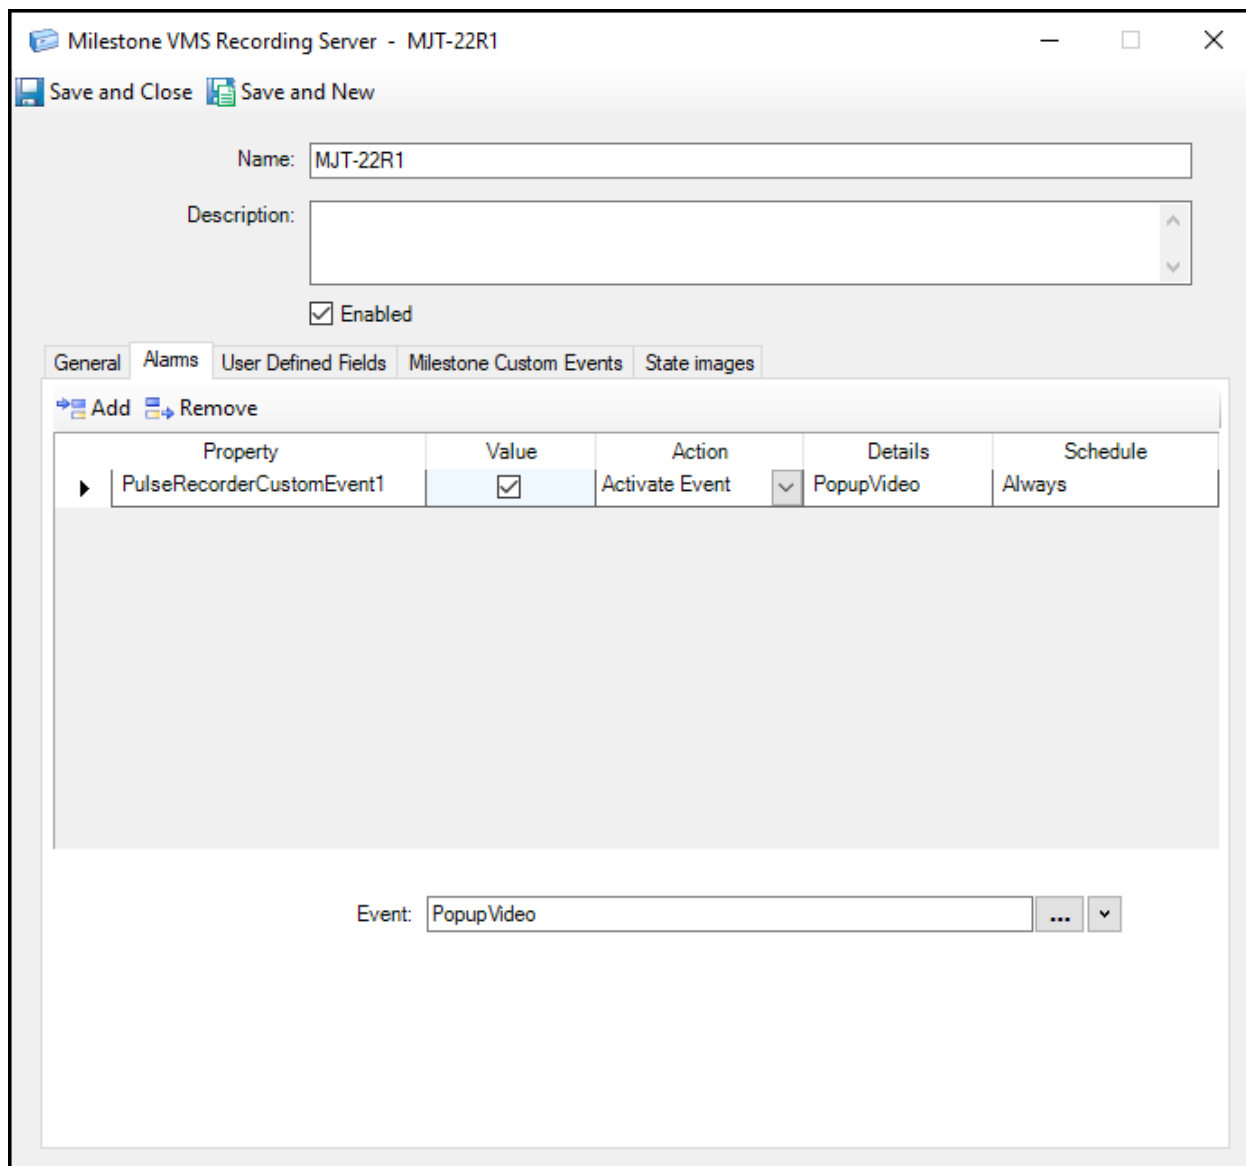 Milestone VMS Recording Server - MJT-22R1
Save and Close Save and New
Name: MJT-22R1
Description:
Enabled
General Alarms User Defined Fields Milestone Custom Events State images
Add Remove
Property Value Action Details Schedule
PulseRecorderCustomEvent1 Activate Event PopupVideo Always
Event: PopupVideo ...